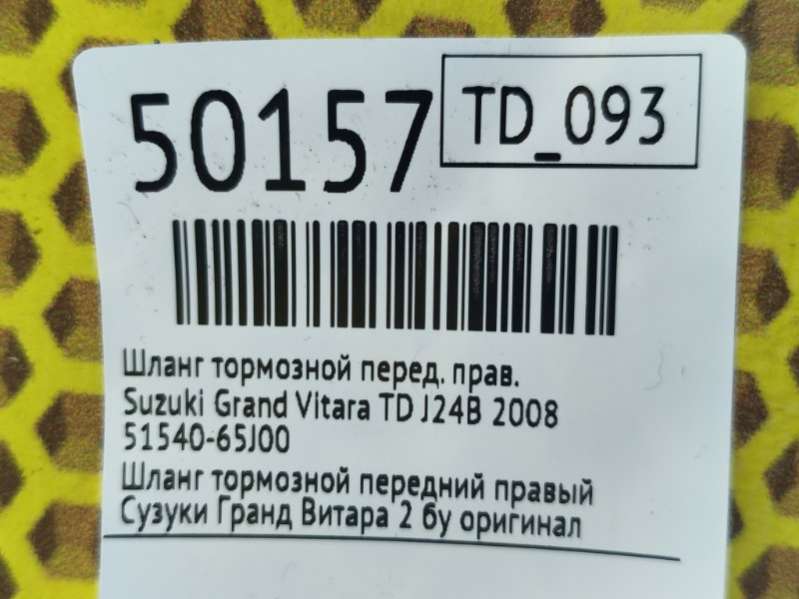 50157
TD_093
Шланг тормозной перед. прав.
Suzuki Grand Vitara TD J24B 2008
51540-65J00
Шланг тормозной передний правый
Сузуки Гранд Витара 2 бу оригинал